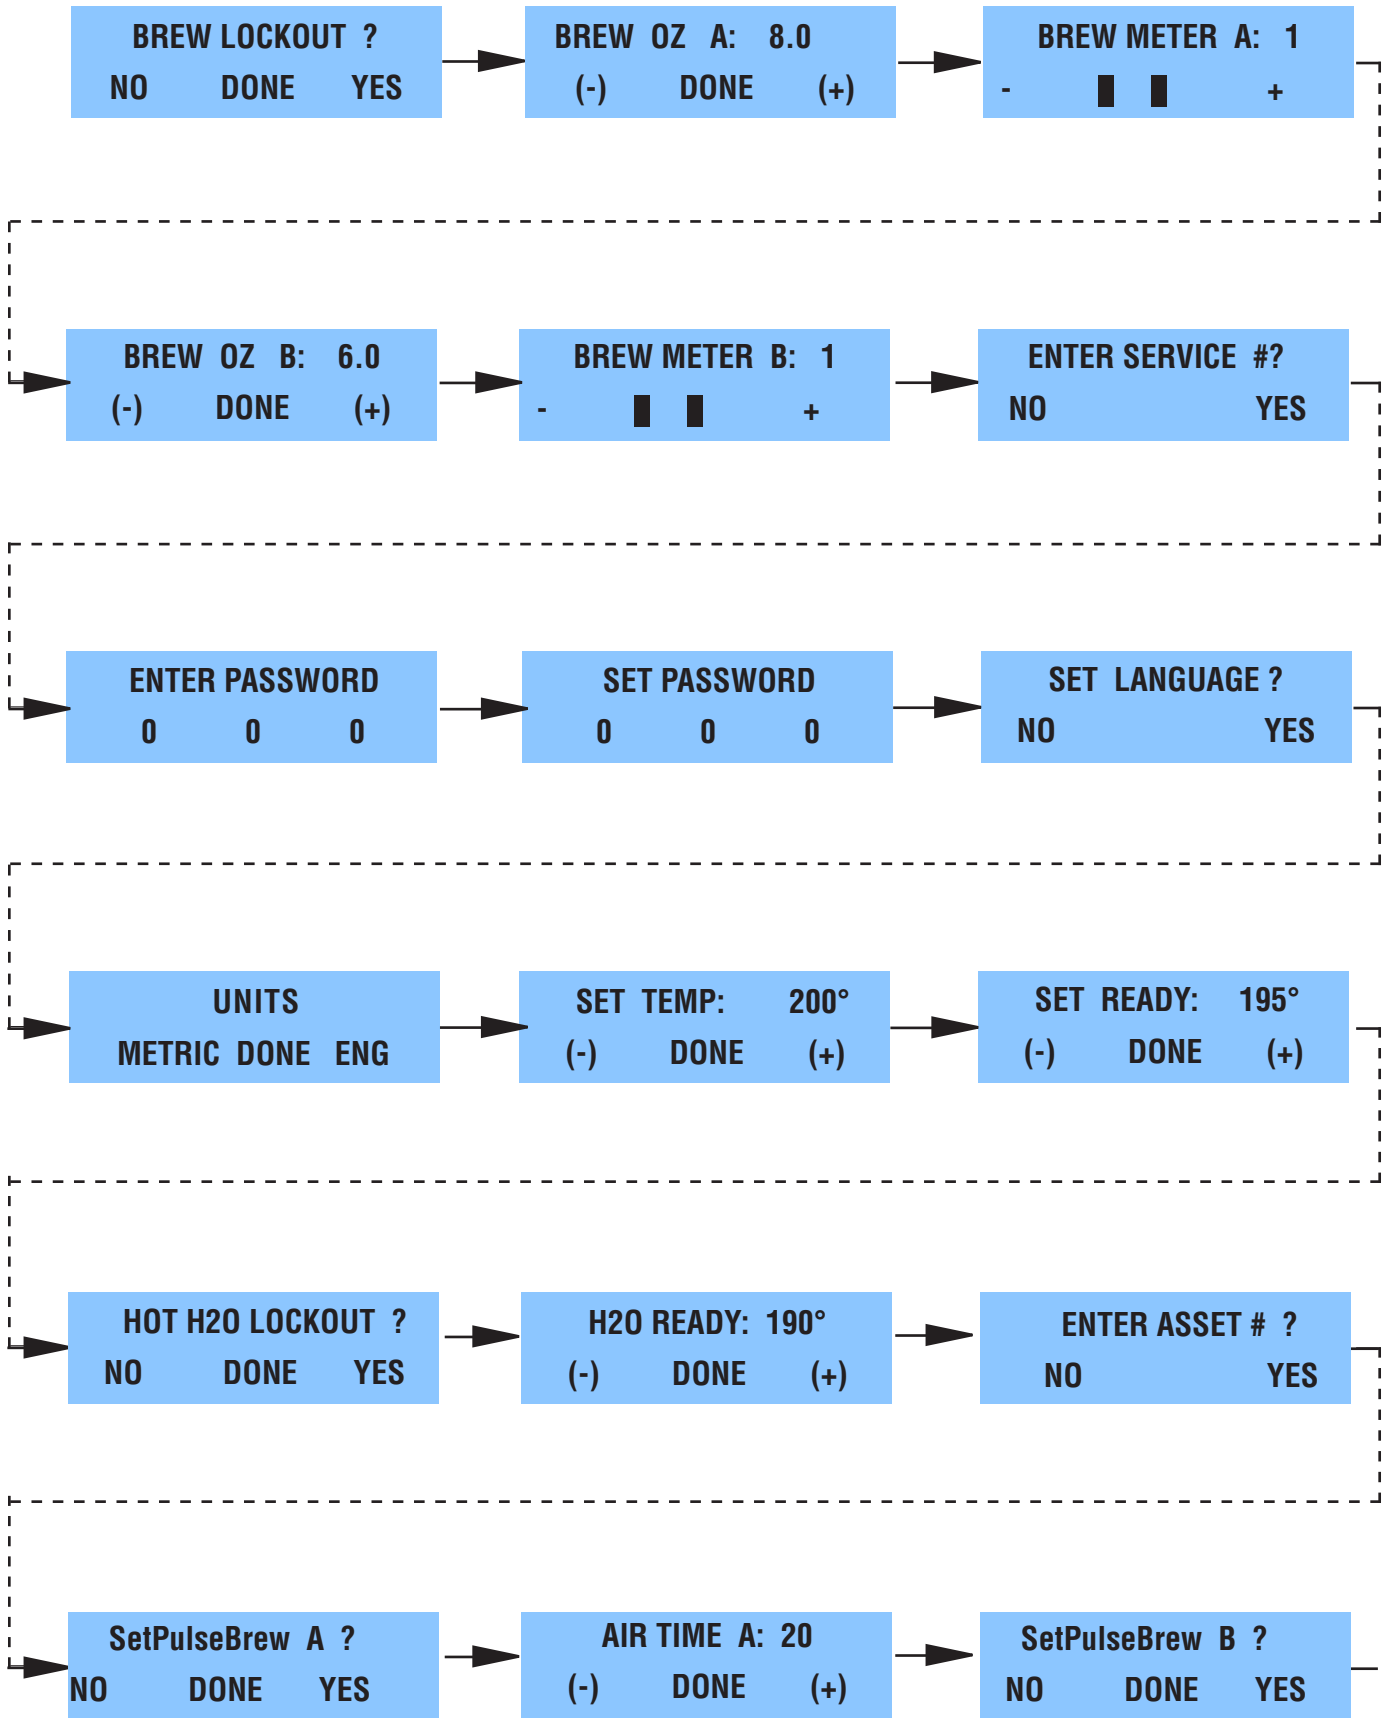 BREW LOCKOUT ?
NO DONE YES
BREW OZ A: 8.0
(-) DONE (+)
BREW METER A: 1
- +
BREW OZ B: 6.0
(-) DONE (+)
BREW METER B: 1
- +
ENTER SERVICE #?
NO YES
ENTER PASSWORD
0 0 0
SET PASSWORD
0 0 0
SET LANGUAGE ?
NO YES
UNITS
METRIC DONE ENG
SET TEMP: 200°
(-) DONE (+)
SET READY: 195°
(-) DONE (+)
HOT H2O LOCKOUT ?
NO DONE YES
H2O READY: 190°
(-) DONE (+)
ENTER ASSET # ?
NO YES
SetPulseBrew A ?
NO DONE YES
AIR TIME A: 20
(-) DONE (+)
SetPulseBrew B ?
NO DONE YES